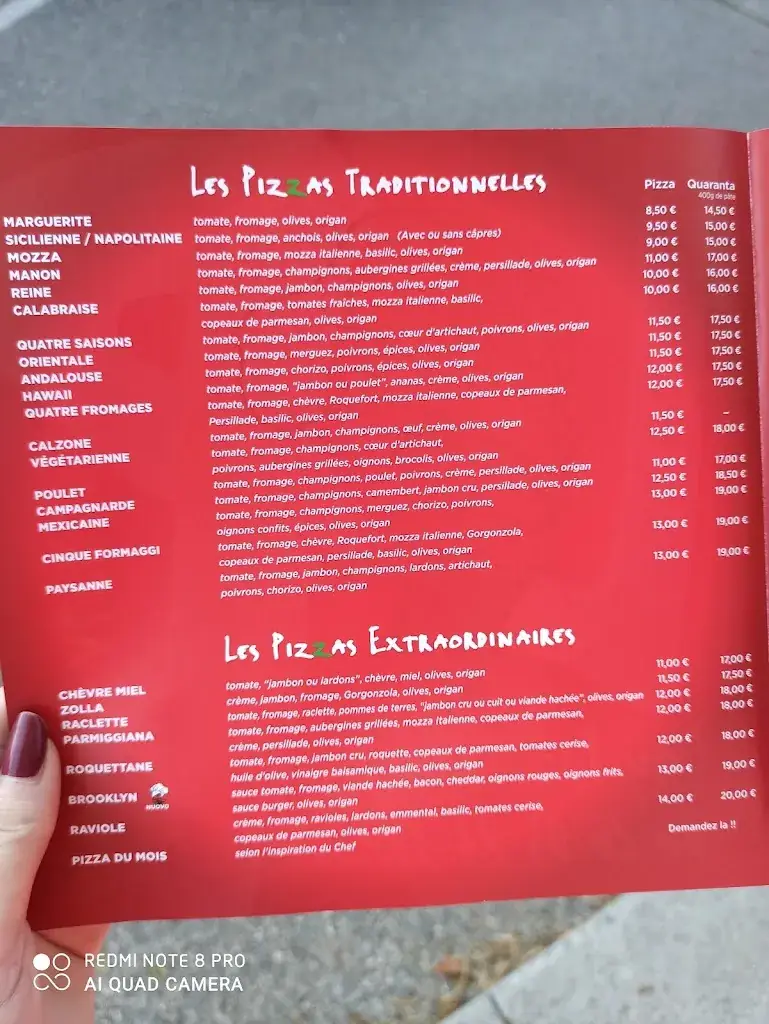 LES PIZZAS TRADITIONNELLES
Pizza Quaranta
400g de pâte
MARGUERITE tomate, fromage, olives, origan 8,50 € 14,50 €
SICILIENNE / NAPOLITAINE tomate, fromage, anchois, olives, origan (Avec ou sans câpres) 9,50 € 15,00 €
MOZZA tomate, fromage, mozza italienne, basilic, olives, origan 9,00 € 15,00 €
MANON tomate, fromage, champignons, aubergines grillées, crème, persillade, olives, origan 11,00 € 17,00 €
REINE tomate, fromage, jambon, champignons, olives, origan 10,00 € 16,00 €
CALABRAISE tomate, fromage, tomates fraîches, mozza italienne, basilic, 10,00 € 16,00 €
copeaux de parmesan, olives, origan
QUATRE SAISONS tomate, fromage, jambon, champignons, cœur d'artichaut, poivrons, olives, origan 11,50 € 17,50 €
ORIENTALE tomate, fromage, merguez, poivrons, épices, olives, origan 11,50 € 17,50 €
ANDALOUSE tomate, fromage, chorizo, poivrons, épices, olives, origan 11,50 € 17,50 €
HAWAII tomate, fromage, "jambon ou poulet", ananas, crème, olives, origan 12,00 € 17,50 €
QUATRE FROMAGES tomate, fromage, chèvre, Roquefort, mozza italienne, copeaux de parmesan, 12,00 € 17,50 €
Persillade, basilic, olives, origan
CALZONE tomate, fromage, jambon, champignons, œuf, crème, olives, origan 11,50 € –
VÉGÉTARIENNE tomate, fromage, champignons, cœur d'artichaut, 12,50 € 18,00 €
poivrons, aubergines grillées, oignons, brocolis, olives, origan
POULET tomate, fromage, champignons, poulet, poivrons, crème, persillade, olives, origan 11,00 € 17,00 €
CAMPAGNARDE tomate, fromage, champignons, camembert, jambon cru, persillade, olives, origan 12,50 € 18,50 €
MEXICAINE tomate, fromage, champignons, merguez, chorizo, poivrons, 13,00 € 19,00 €
oignons confits, épices, olives, origan
CINQUE FORMAGGI tomate, fromage, chèvre, Roquefort, mozza italienne, Gorgonzola, 13,00 € 19,00 €
copeaux de parmesan, persillade, basilic, olives, origan
PAYSANNE tomate, fromage, jambon, champignons, lardons, artichaut, 13,00 € 19,00 €
poivrons, chorizo, olives, origan
LES PIZZAS EXTRAORDINAIRES
CHÈVRE MIEL tomate, "jambon ou lardons", chèvre, miel, olives, origan 11,00 € 17,00 €
ZOLLA crème, jambon, fromage, Gorgonzola, olives, origan 11,50 € 17,50 €
RACLETTE tomate, fromage, raclette, pommes de terres, "jambon cru ou cuit ou viande hachée", olives, origan 12,00 € 18,00 €
PARMIGGIANA tomate, fromage, aubergines grillées, mozza italienne, copeaux de parmesan, 12,00 € 18,00 €
crème, persillade, olives, origan
ROQUETTANE tomate, fromage, jambon cru, roquette, copeaux de parmesan, tomates cerise, 12,00 € 18,00 €
huile d'olive, vinaigre balsamique, basilic, olives, origan
BROOKLYN NUOVO sauce tomate, fromage, viande hachée, bacon, cheddar, oignons rouges, oignons frits, 13,00 € 19,00 €
sauce burger, olives, origan
RAVIOLE crème, fromage, ravioles, lardons, emmental, basilic, tomates cerise, 14,00 € 20,00 €
copeaux de parmesan, olives, origan
PIZZA DU MOIS selon l'inspiration du Chef Demandez la !!
REDMI NOTE 8 PRO
AI QUAD CAMERA